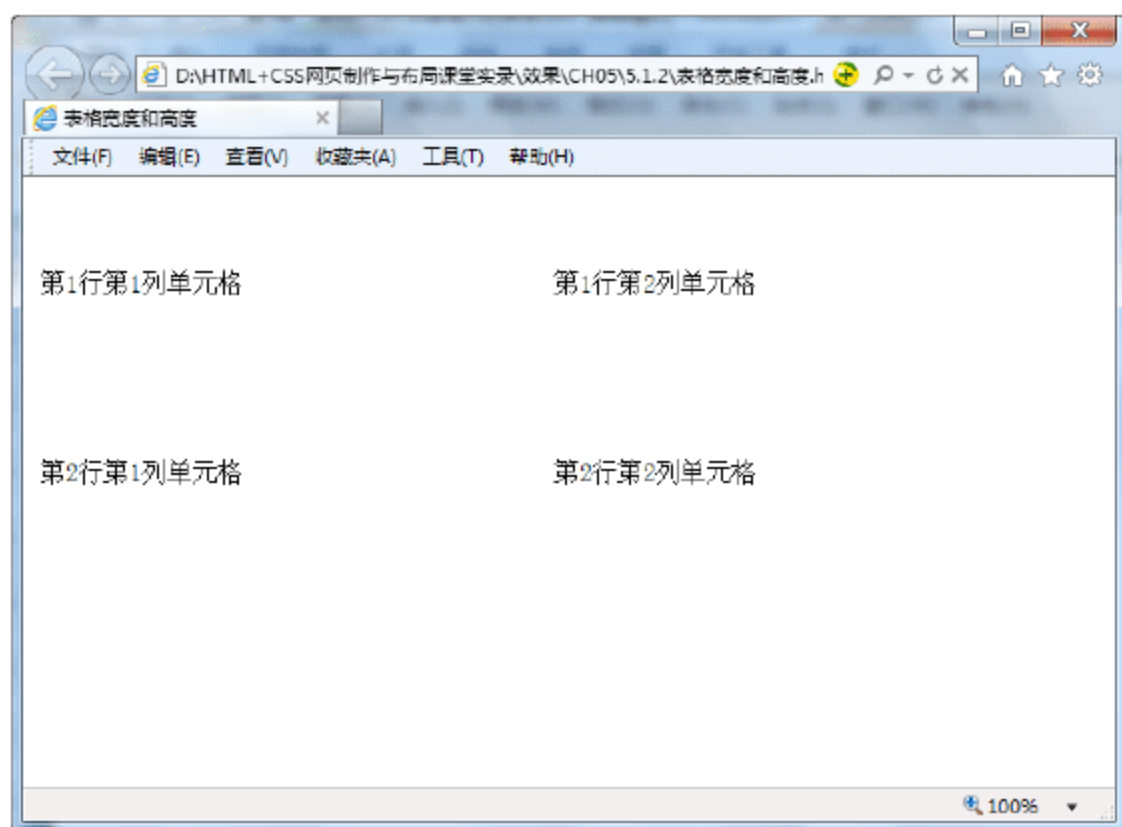 D:\HTML+CSS网页制作与布局课堂实录\效果\CH05\5.1.2\表格宽度和高度.h
表格宽度和高度
文件(F) 编辑(E) 查看(V) 收藏夹(A) 工具(T) 帮助(H)
第1行第1列单元格 第1行第2列单元格
第2行第1列单元格 第2行第2列单元格
100%